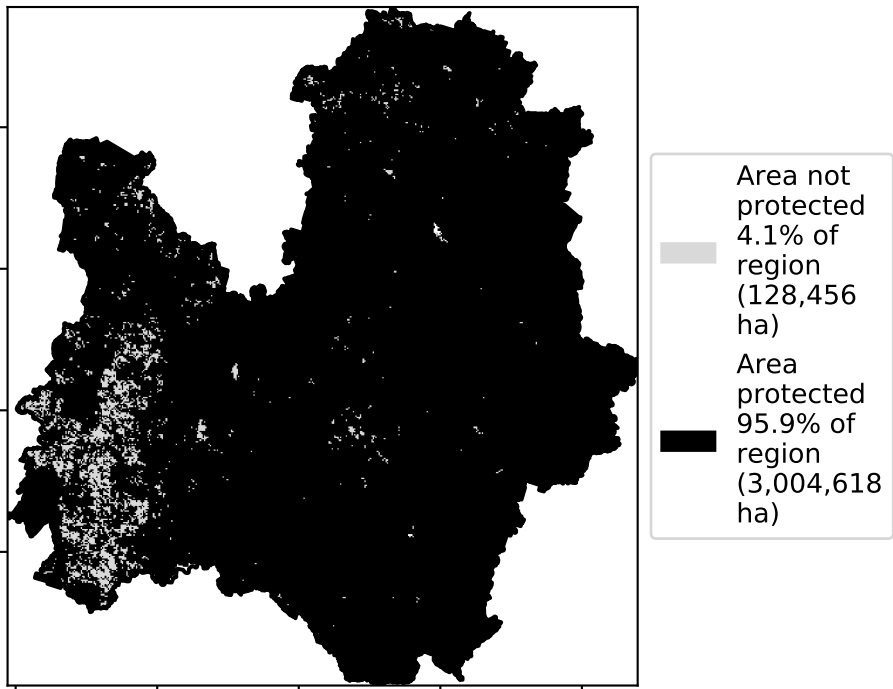 Area not
protected
4.1% of
region
(128,456
ha)
Area
protected
95.9% of
region
(3,004,618
ha)